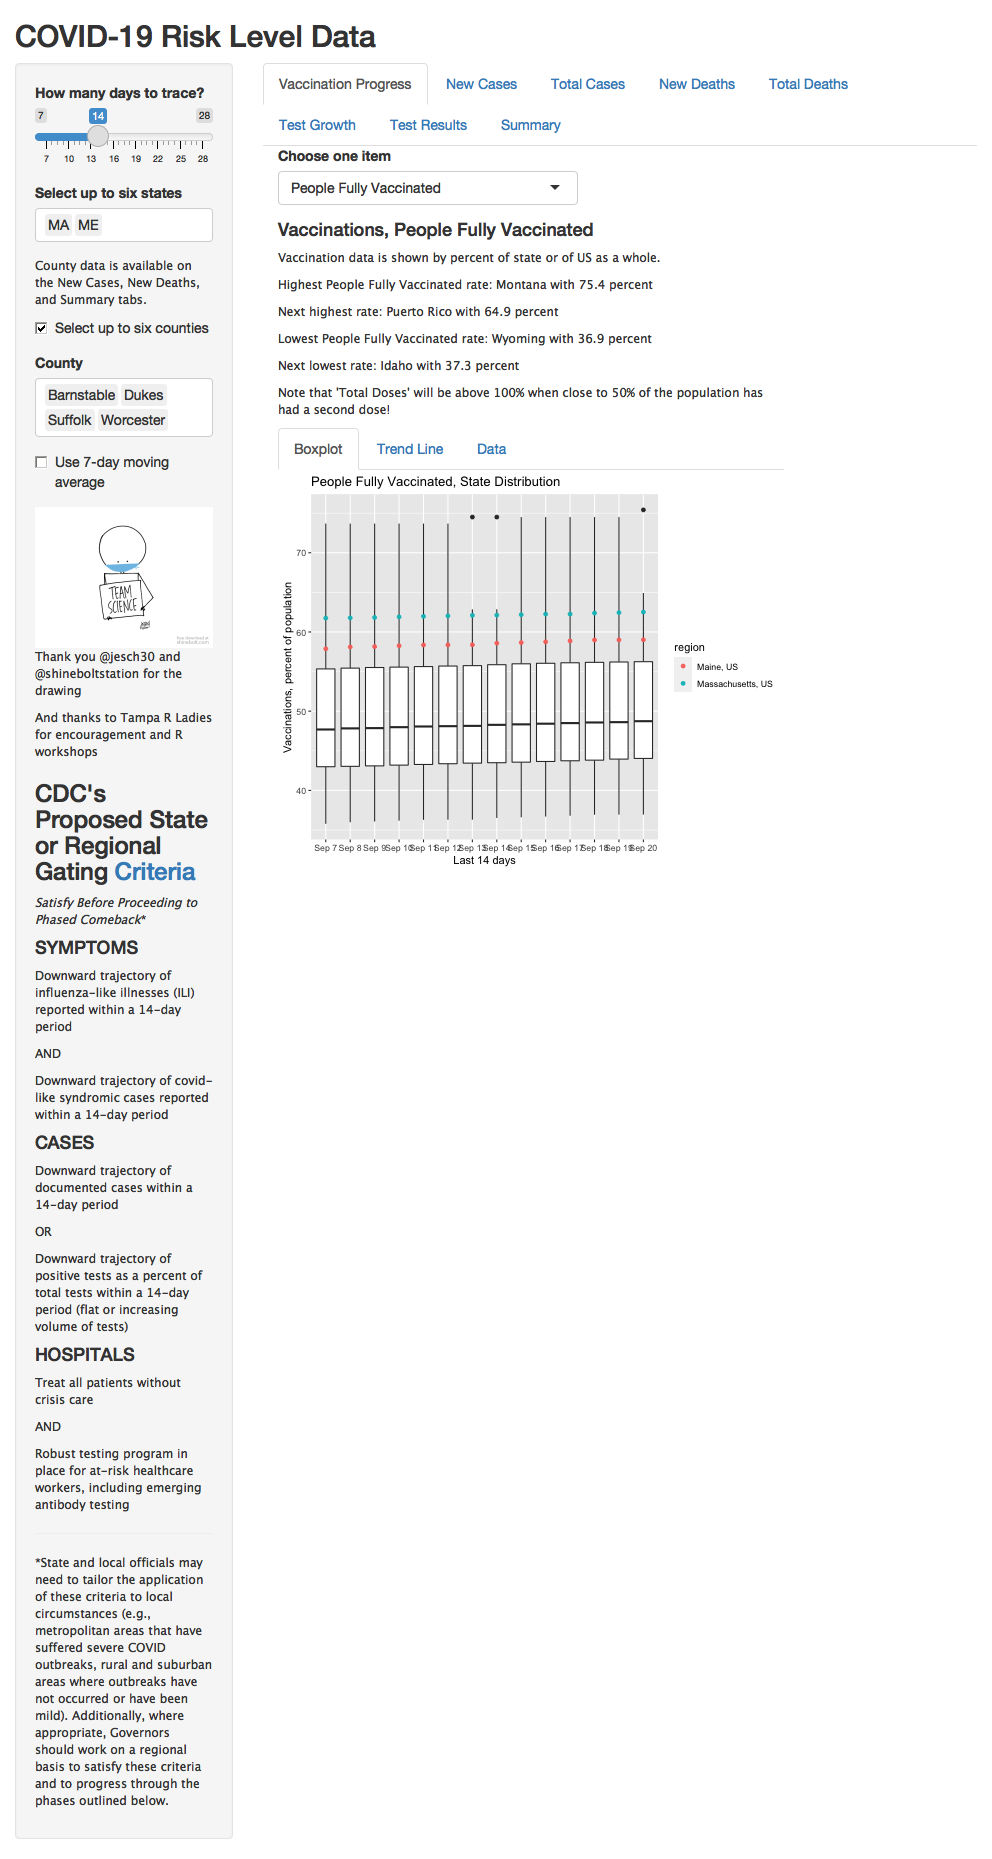 COVID-19 Risk Level Data
How many days to trace?
7
14
28
7 10 13 16 19 22 25 28
Select up to six states
MA ME
County data is available on
the New Cases, New Deaths,
and Summary tabs.
Select up to six counties
County
Barnstable Dukes
Suffolk Worcester
Use 7-day moving
average
TEAM
SCIENCE
Thank you @jesch30 and
@shineboltstation for the
drawing
And thanks to Tampa R Ladies
for encouragement and R
workshops
CDC's
Proposed State
or Regional
Gating Criteria
Satisfy Before Proceeding to
Phased Comeback*
SYMPTOMS
Downward trajectory of
influenza-like illnesses (ILI)
reported within a 14-day
period
AND
Downward trajectory of covid-
like syndromic cases reported
within a 14-day period
CASES
Downward trajectory of
documented cases within a
14-day period
OR
Downward trajectory of
positive tests as a percent of
total tests within a 14-day
period (flat or increasing
volume of tests)
HOSPITALS
Treat all patients without
crisis care
AND
Robust testing program in
place for at-risk healthcare
workers, including emerging
antibody testing
*State and local officials may
need to tailor the application
of these criteria to local
circumstances (e.g.,
metropolitan areas that have
suffered severe COVID
outbreaks, rural and suburban
areas where outbreaks have
not occurred or have been
mild). Additionally, where
appropriate, Governors
should work on a regional
basis to satisfy these criteria
and to progress through the
phases outlined below.
Vaccination Progress New Cases Total Cases New Deaths Total Deaths
Test Growth Test Results Summary
Choose one item
People Fully Vaccinated
Vaccinations, People Fully Vaccinated
Vaccination data is shown by percent of state or of US as a whole.
Highest People Fully Vaccinated rate: Montana with 75.4 percent
Next highest rate: Puerto Rico with 64.9 percent
Lowest People Fully Vaccinated rate: Wyoming with 36.9 percent
Next lowest rate: Idaho with 37.3 percent
Note that 'Total Doses' will be above 100% when close to 50% of the population has
had a second dose!
Boxplot Trend Line Data
People Fully Vaccinated, State Distribution
Vaccinations, percent of population
70
60
50
40
Sep 7 Sep 8 Sep 9 Sep 10 Sep 11 Sep 12 Sep 13 Sep 14 Sep 15 Sep 16 Sep 17 Sep 18 Sep 19 Sep 20
Last 14 days
region
Maine, US
Massachusetts, US